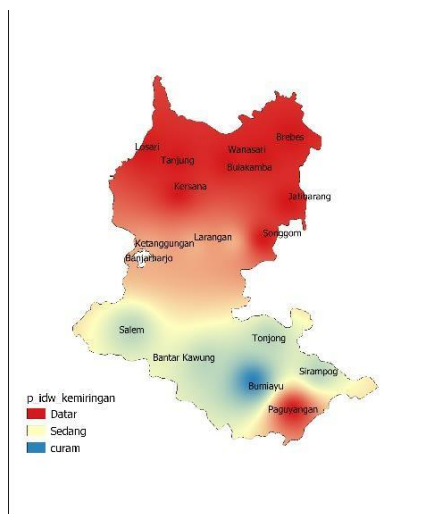 Brebes
Losari
Wanasari
Tanjung
Bulakamba
Kersana
Jatibarang
Songgom
Larangan
Ketanggungan
Banjarharjo
Salem
Tonjong
Bantar Kawung
Sirampog
Bumiayu
Paguyangan
p_idw_kemiringan
Datar
Sedang
curam